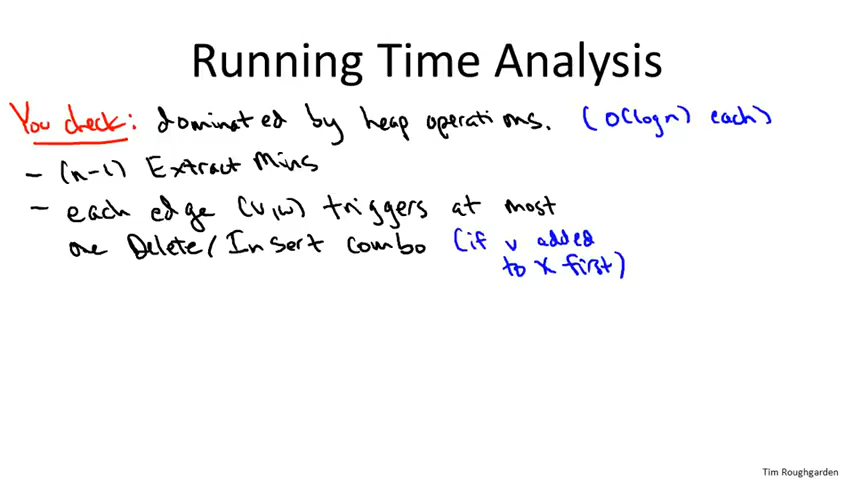 Running Time Analysis
You check: dominated by heap operations. (O(log n) each)
- (n-1) Extract Mins
- each edge (v,w) triggers at most
one Delete/Insert combo (if v added
to X first)
Tim Roughgarden